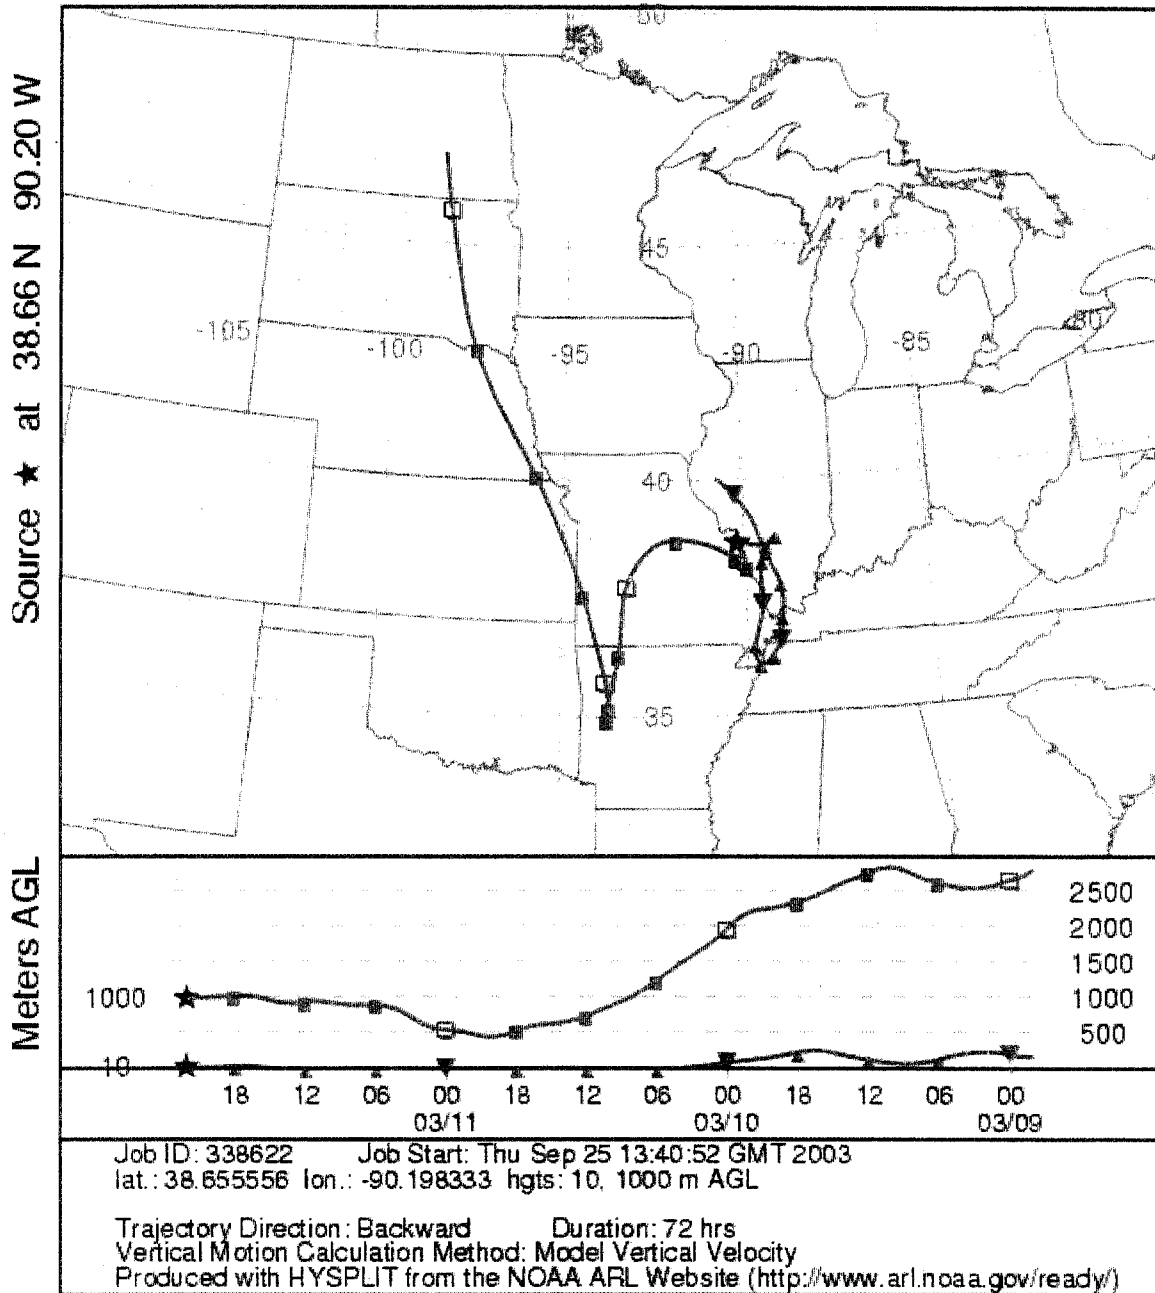 Source ★ at 38.66 N 90.20 W
-105
-100
-95
-90
-85
-80
45
40
35
Meters AGL
1000
10
2500
2000
1500
1000
500
18 12 06 00 18 12 06 00 18 12 06 00
03/11 03/10 03/09
Job ID: 338622 Job Start: Thu Sep 25 13:40:52 GMT 2003
lat.: 38.655556 lon.: -90.198333 hgts: 10, 1000 m AGL
Trajectory Direction: Backward Duration: 72 hrs
Vertical Motion Calculation Method: Model Vertical Velocity
Produced with HYSPLIT from the NOAA ARL Website (http://www.arl.noaa.gov/ready/)